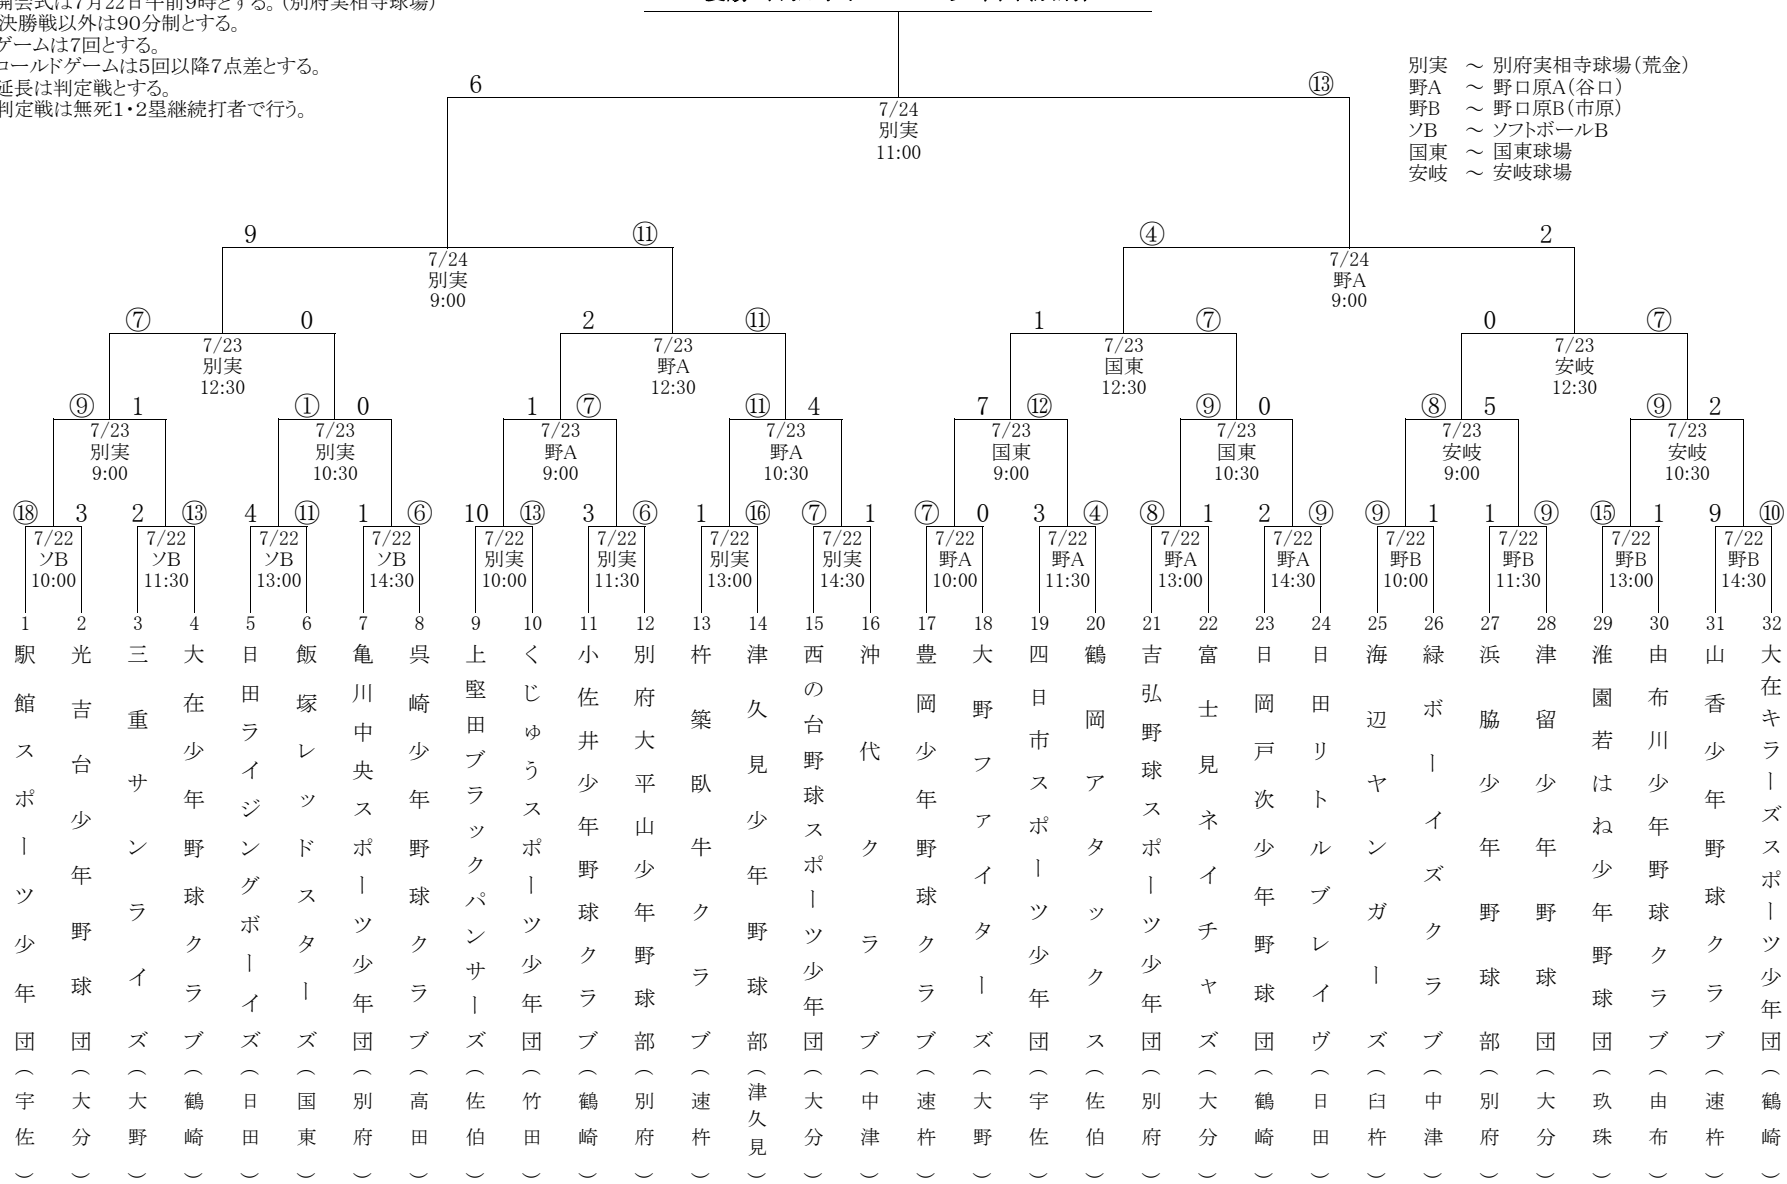 決勝戦以外は90分制とする。
ゲームは7回とする。
コールドゲームは5回以降7点差とする。
延長は判定戦とする。
判定戦は無死1・2塁継続打者で行う。
別実 ～ 別府実相寺球場(荒金)
野A ～ 野口原A(谷口)
野B ～ 野口原B(市原)
ソB ～ ソフトボールB
国東 ～ 国東球場
安岐 ～ 安岐球場
6 ⑬
7/24
別実
11:00
9 ⑪ ④ 2
7/24 7/24
別実 野A
9:00 9:00
⑦ 0 2 ⑪ 1 ⑦ 0 ⑦
7/23 7/23 7/23 7/23
別実 野A 国東 安岐
12:30 12:30 12:30 12:30
⑨ 1 ① 0 1 ⑦ ⑪ 4 7 ⑫ ⑨ 0 ⑧ 5 ⑨ 2
7/23 7/23 7/23 7/23 7/23 7/23 7/23 7/23
別実 別実 野A 野A 国東 国東 安岐 安岐
9:00 10:30 9:00 10:30 9:00 10:30 9:00 10:30
⑱ 3 2 ⑬ 4 ⑪ 1 ⑥ 10 ⑬ 3 ⑥ 1 ⑯ ⑦ 1 ⑦ 0 3 ④ ⑧ 1 2 ⑨ ⑨ 1 1 ⑨ ⑮ 1 9 ⑩
7/22 7/22 7/22 7/22 7/22 7/22 7/22 7/22 7/22 7/22 7/22 7/22 7/22 7/22 7/22 7/22
ソB ソB ソB ソB 別実 別実 別実 別実 野A 野A 野A 野A 野B 野B 野B 野B
10:00 11:30 13:00 14:30 10:00 11:30 13:00 14:30 10:00 11:30 13:00 14:30 10:00 11:30 13:00 14:30
1 駅館スポーツ少年団(宇佐)
2 光吉台少年野球団(大分)
3 三重サンライズ(大野)
4 大在少年野球クラブ(鶴崎)
5 日田ライジングボーイズ(日田)
6 飯塚レッドスターズ(国東)
7 亀川中央スポーツ少年団(別府)
8 呉崎少年野球クラブ(高田)
9 上堅田ブラックパンサーズ(佐伯)
10 くじゅうスポーツ少年団(竹田)
11 小佐井少年野球クラブ(鶴崎)
12 別府大平山少年野球部(別府)
13 杵築臥牛クラブ(速杵)
14 津久見少年野球部(津久見)
15 西の台野球スポーツ少年団(大分)
16 沖代クラブ(中津)
17 豊岡少年野球クラブ(速杵)
18 大野ファイターズ(大野)
19 四日市スポーツ少年団(宇佐)
20 鶴岡アタックス(佐伯)
21 吉弘野球スポーツ少年団(別府)
22 富士見ネイチャズ(大分)
23 日岡戸次少年野球団(鶴崎)
24 日田リトルブレイヴ(日田)
25 海辺ヤンガーズ(臼杵)
26 緑ボーイズクラブ(中津)
27 浜脇少年野球部(別府)
28 津留少年野球団(大分)
29 淮園若はね少年野球団(玖珠)
30 由布川少年野球クラブ(由布)
31 山香少年野球クラブ(速杵)
32 大在キラーズスポーツ少年団(鶴崎)